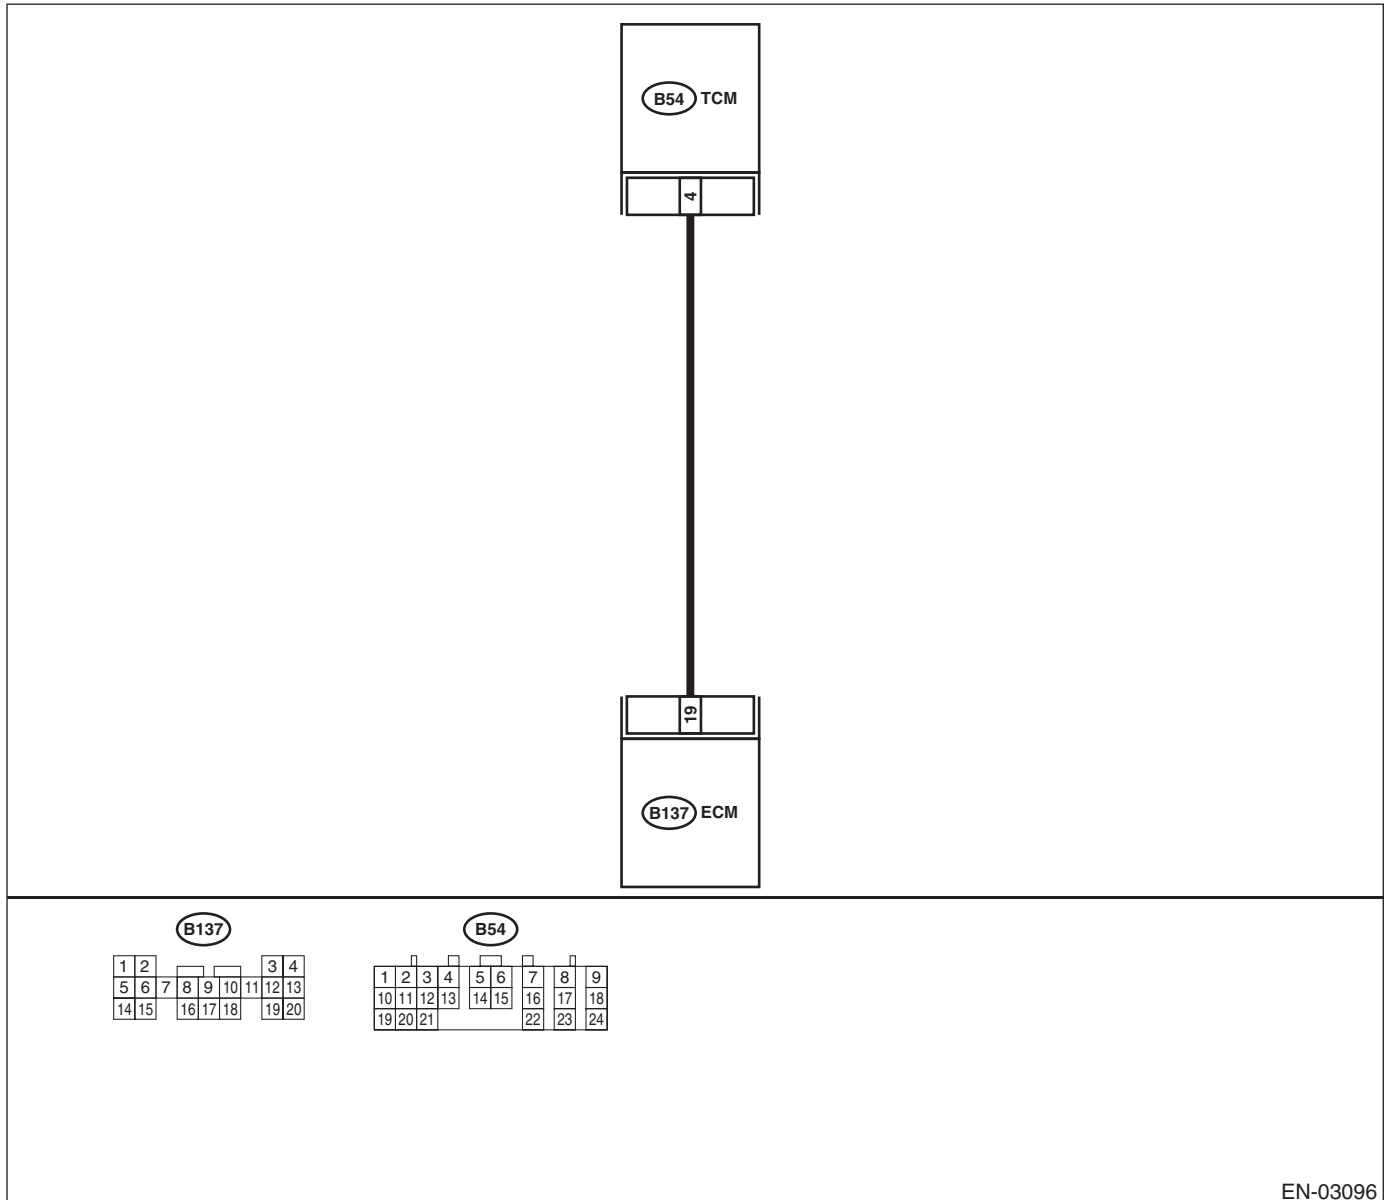 B54 TCM
4
19
B137 ECM
B137 B54
1 2 3 4
5 6 7 8 9 10 11 12 13
14 15 16 17 18 19 20
1 2 3 4 5 6 7 8 9
10 11 12 13 14 15 16 17 18
19 20 21 22 23 24
EN-03096